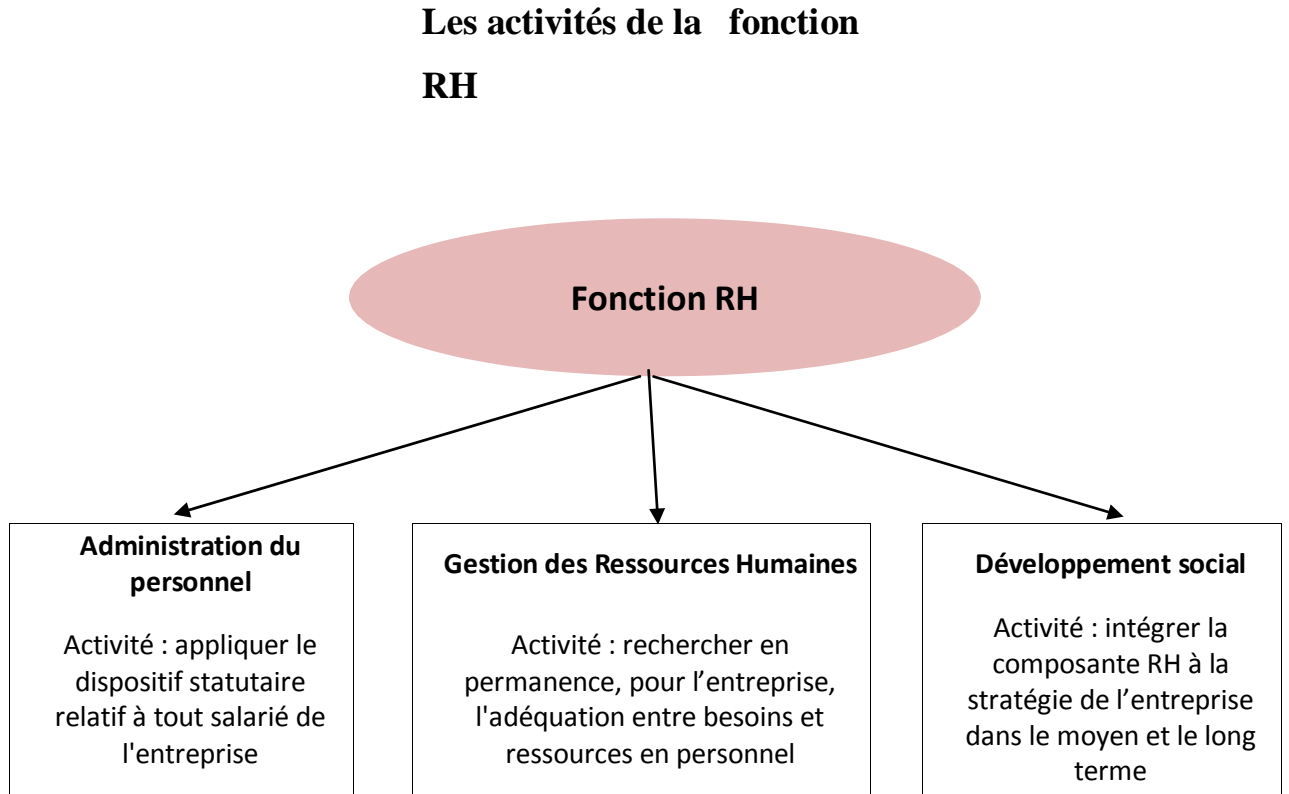 Les activités de la fonction
RH
Fonction RH
Administration du
personnel
Activité : appliquer le
dispositif statutaire
relatif à tout salarié de
l'entreprise
Gestion des Ressources Humaines
Activité : rechercher en
permanence, pour l’entreprise,
l'adéquation entre besoins et
ressources en personnel
Développement social
Activité : intégrer la
composante RH à la
stratégie de l’entreprise
dans le moyen et le long
terme